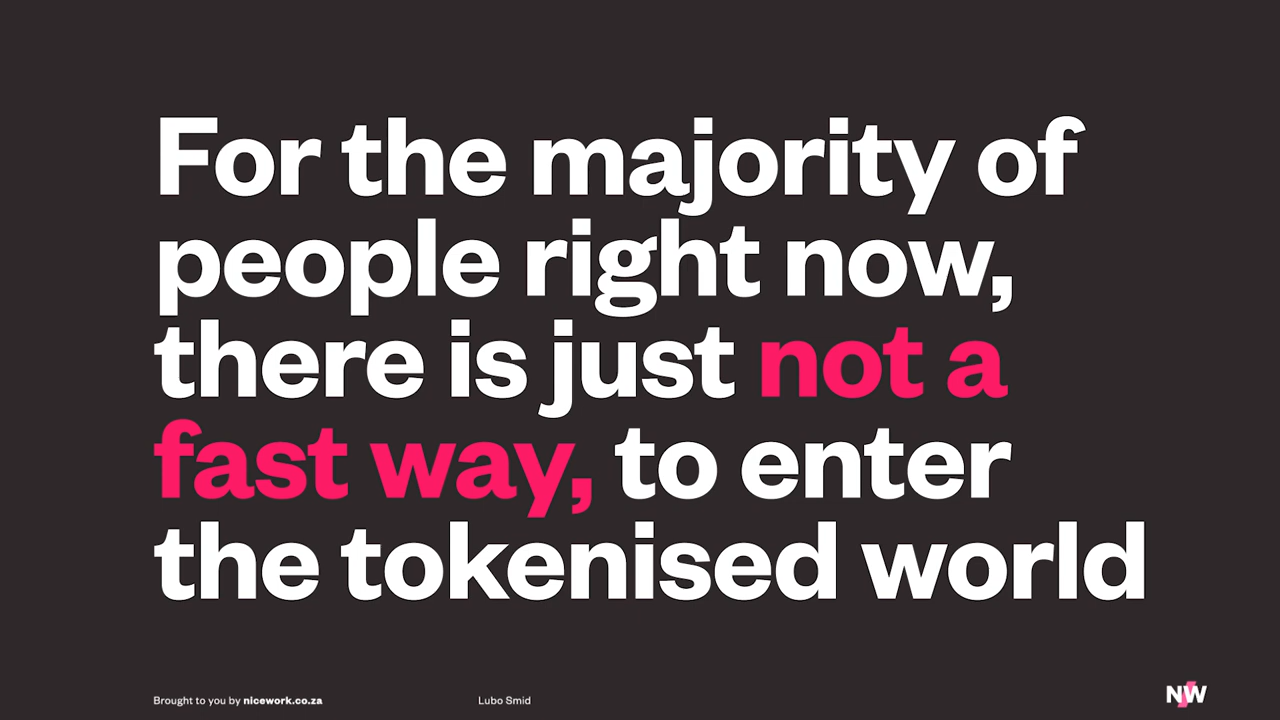 For the majority of
people right now,
there is just not a
fast way, to enter
the tokenised world
Brought to you by nicework.co.za
Lubo Smid
N/W